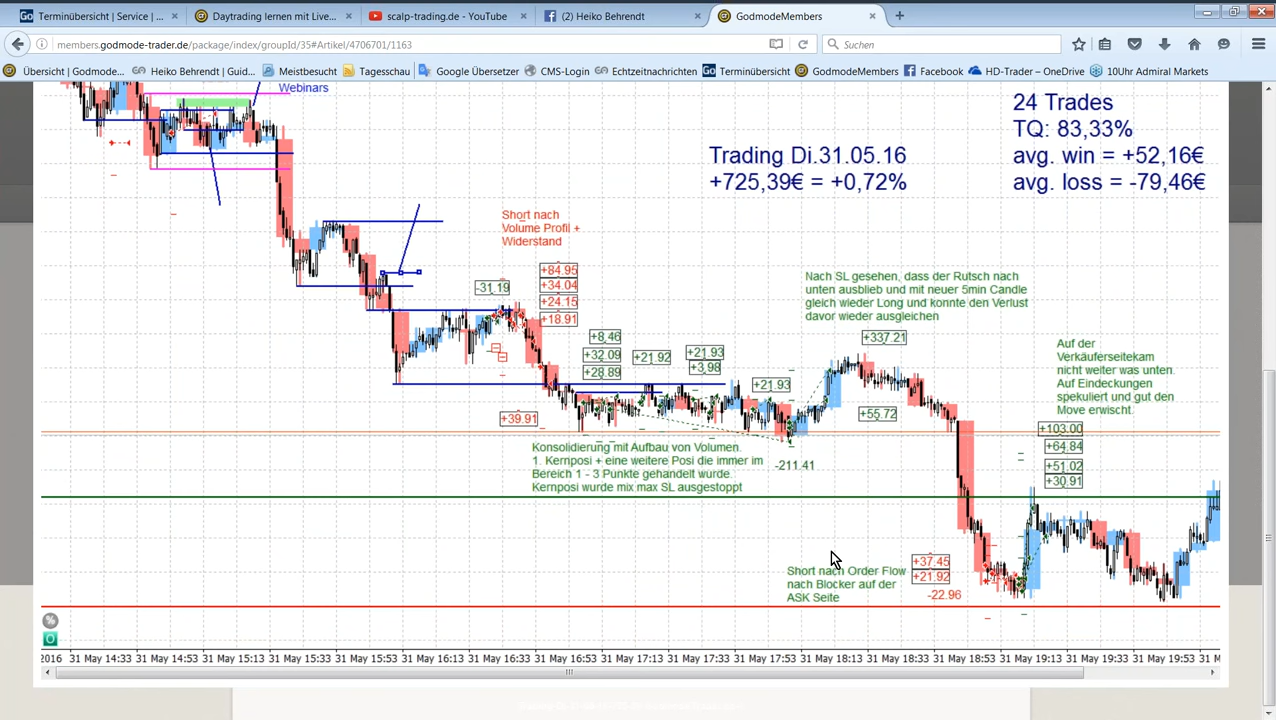 Terminübersicht | Service | ...
Daytrading lernen mit Live...
scalp-trading.de - YouTube
(2) Heiko Behrendt
GodmodeMembers
members.godmode-trader.de/package/index/groupId/35#Artikel/4706701/1163
Suchen
Übersicht | Godmode...
Heiko Behrendt | Guid...
Meistbesucht
Tagesschau
Google Übersetzer
CMS Login
Echtzeitnachrichten
Terminübersicht | Serv...
GodmodeMembers
Facebook
HD-Trader – OneDrive
10Uhr Admiral Markets
Webinars
24 Trades
TQ: 83,33%
avg. win = +52,16€
avg. loss = -79,46€
Trading Di.31.05.16
+725,39€ = +0,72%
Short nach
Volume Profil +
Widerstand
-31.19
+84.95
+34.04
+24.15
+18.91
Nach SL gesehen, dass der Rutsch nach
unten ausblieb und mit neuer 5min Candle
gleich wieder Long und konnte den Verlust
davor wieder ausgleichen
+8.46
+32.09
+28.89
+21.92
+21.93
+3.98
+21.93
+337.21
+55.72
Auf der
Verkäuferseitekam
nicht weiter was unten.
Auf Eindeckungen
spekuliert und gut den
Move erwischt.
+39.91
+103.00
+64.84
+51.02
+30.91
Konsolidierung mit Aufbau von Volumen.
1. Kernposi + eine weitere Posi die immer im
Bereich 1 - 3 Punkte gehandelt wurde.
Kernposi wurde mix max SL ausgestoppt
-211.41
Short nach Order Flow
nach Blocker auf der
ASK Seite
+37.45
+21.92
-22.96
%
O
2016 31 May 14:33 31 May 14:53 31 May 15:13 31 May 15:33 31 May 15:53 31 May 16:13 31 May 16:33 31 May 16:53 31 May 17:13 31 May 17:33 31 May 17:53 31 May 18:13 31 May 18:33 31 May 18:53 31 May 19:13 31 May 19:33 31 May 19:53 31 M